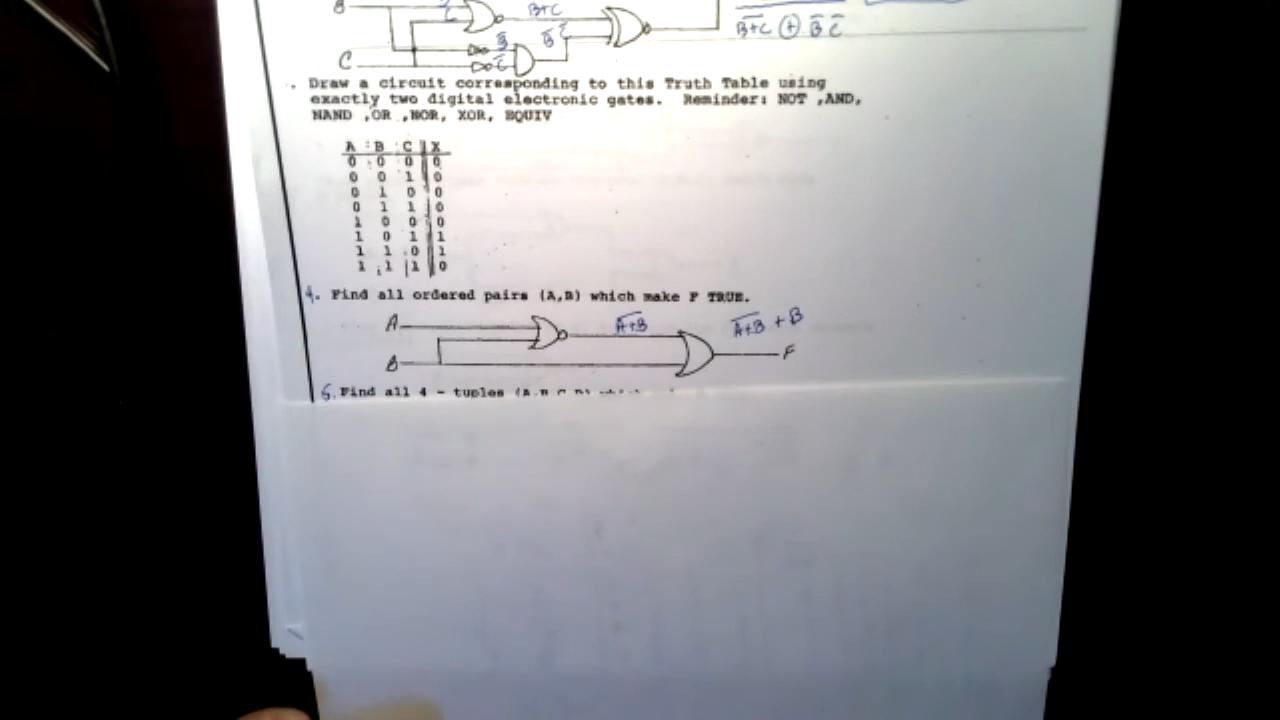 B
C B+C
B̅ B̅ C̅ \overline{B+C} ⊕ B̅ C̅
C C̅
. Draw a circuit corresponding to this Truth Table using
exactly two digital electronic gates. Reminder: NOT ,AND,
NAND ,OR ,NOR, XOR, EQUIV
A B C X
0 0 0 0
0 0 1 0
0 1 0 0
0 1 1 0
1 0 0 0
1 0 1 1
1 1 0 1
1 1 1 0
4. Find all ordered pairs (A,B) which make F TRUE.
A \overline{A+B} \overline{A+B} + B
B F
5. Find all 4 - tuples (A,B,C,D)